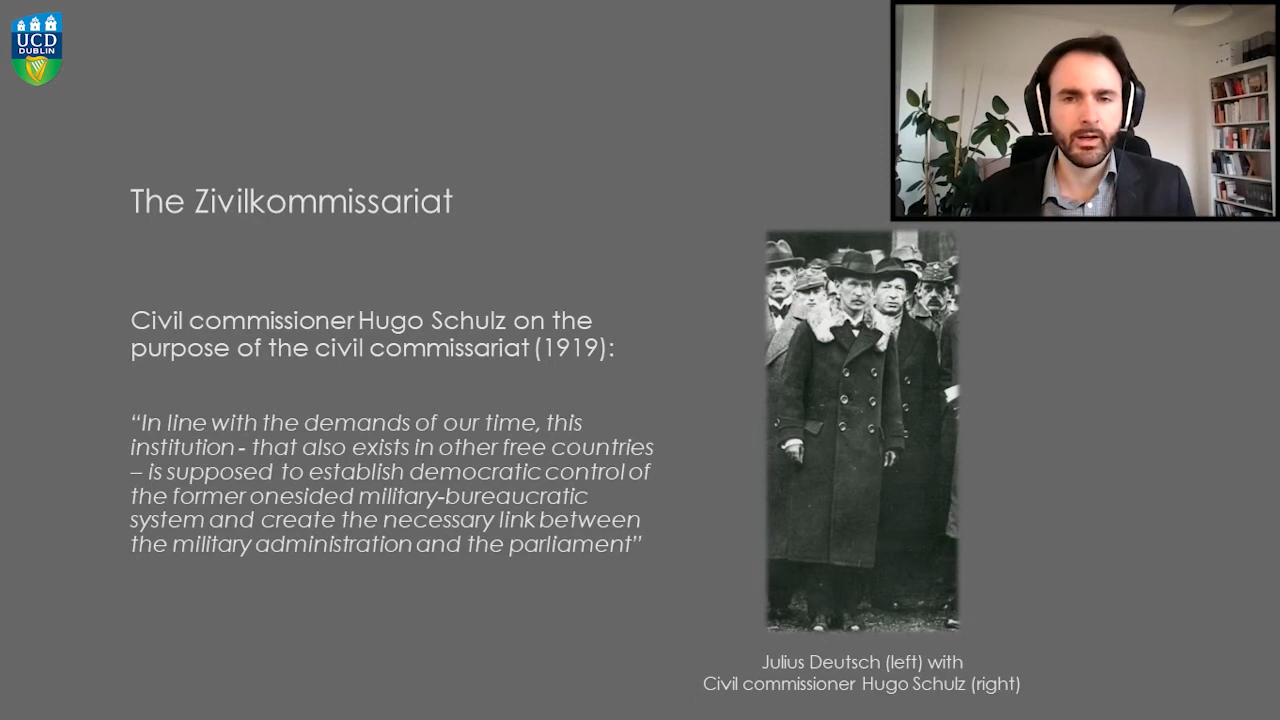 UCD
DUBLIN
The Zivilkommissariat
Civil commissioner Hugo Schulz on the
purpose of the civil commissariat (1919):
“In line with the demands of our time, this
institution - that also exists in other free countries
– is supposed to establish democratic control of
the former onesided military-bureaucratic
system and create the necessary link between
the military administration and the parliament”
Julius Deutsch (left) with
Civil commissioner Hugo Schulz (right)